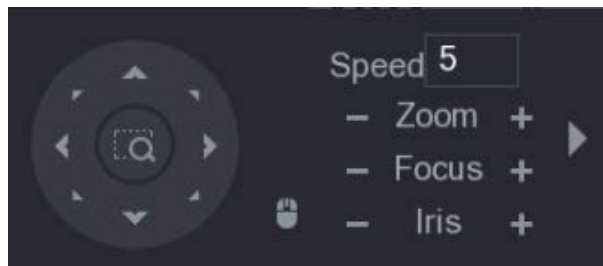 Speed 5
− Zoom +
− Focus +
− Iris +